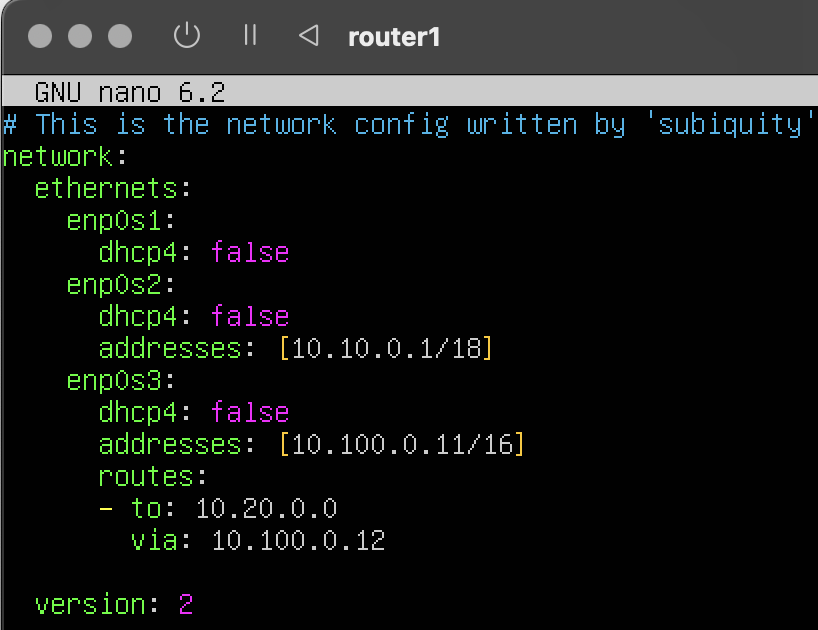 router1
GNU nano 6.2
# This is the network config written by 'subiquity'
network:
  ethernets:
    enp0s1:
      dhcp4: false
    enp0s2:
      dhcp4: false
      addresses: [10.10.0.1/18]
    enp0s3:
      dhcp4: false
      addresses: [10.100.0.11/16]
      routes:
      - to: 10.20.0.0
        via: 10.100.0.12
  version: 2